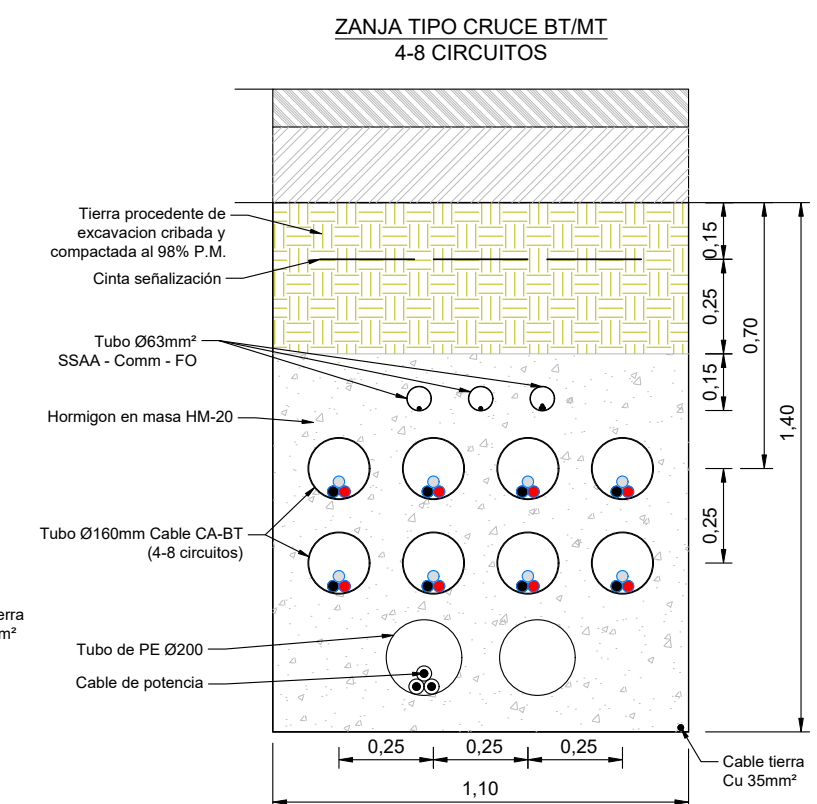 ZANJA TIPO CRUCE BT/MT
4-8 CIRCUITOS
Tierra procedente de
excavacion cribada y
compactada al 98% P.M.
Cinta señalización
Tubo Ø63mm²
SSAA - Comm - FO
Hormigon en masa HM-20
Tubo Ø160mm Cable CA-BT
(4-8 circuitos)
Tubo de PE Ø200
Cable de potencia
0,15
0,25
0,15
0,70
0,25
1,40
0,25
0,25
0,25
1,10
Cable tierra
Cu 35mm²